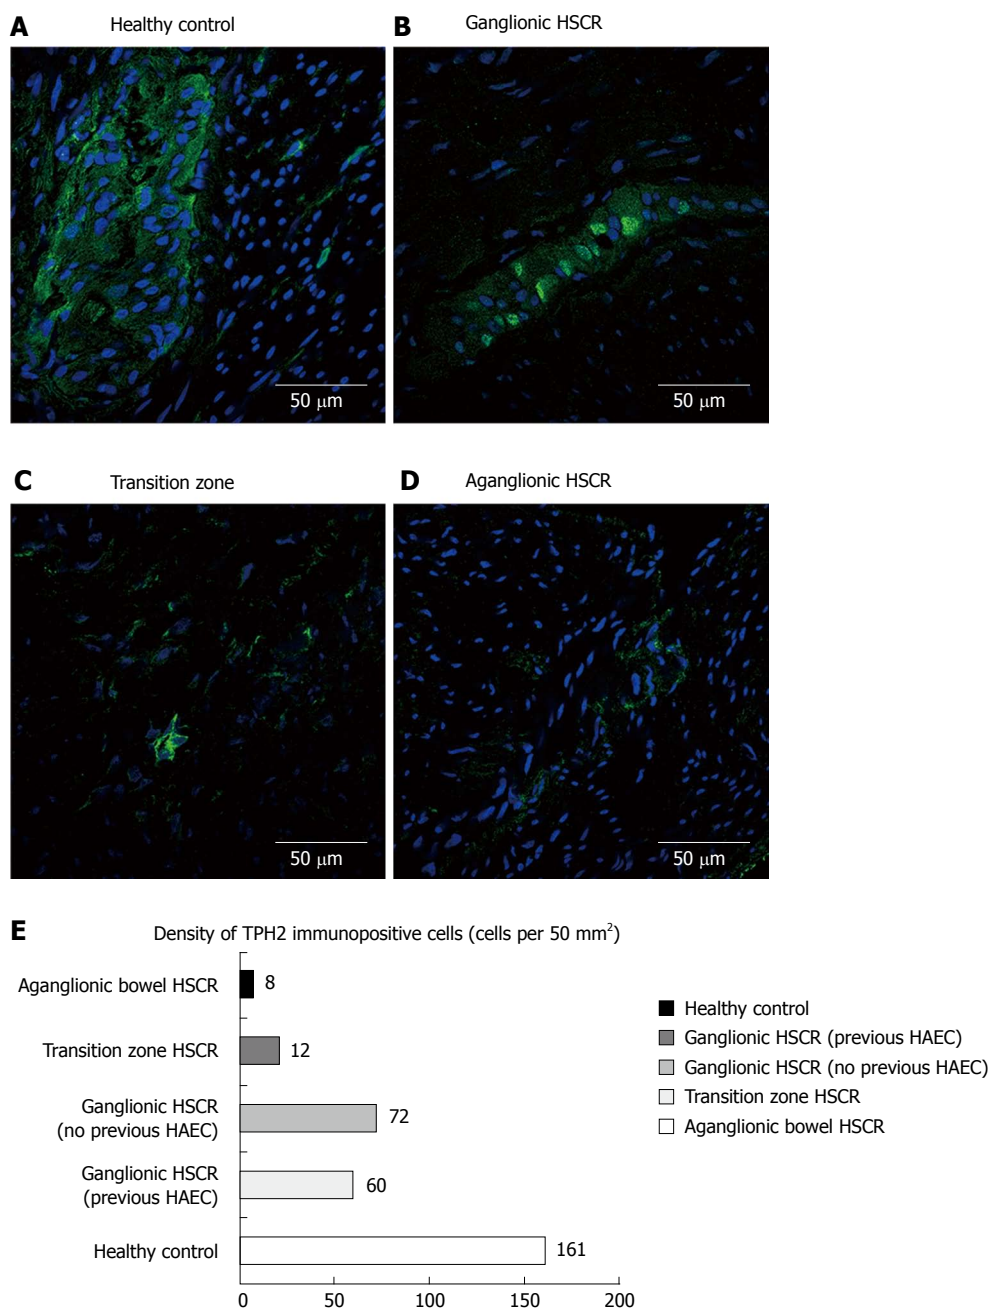 A Healthy control
B Ganglionic HSCR
50 μm
50 μm
C Transition zone
D Aganglionic HSCR
50 μm
50 μm
E
Density of TPH2 immunopositive cells (cells per 50 mm²)
Aganglionic bowel HSCR
8
Transition zone HSCR
12
Ganglionic HSCR
(no previous HAEC)
72
Ganglionic HSCR
(previous HAEC)
60
Healthy control
161
0 50 100 150 200
Healthy control
Ganglionic HSCR (previous HAEC)
Ganglionic HSCR (no previous HAEC)
Transition zone HSCR
Aganglionic bowel HSCR